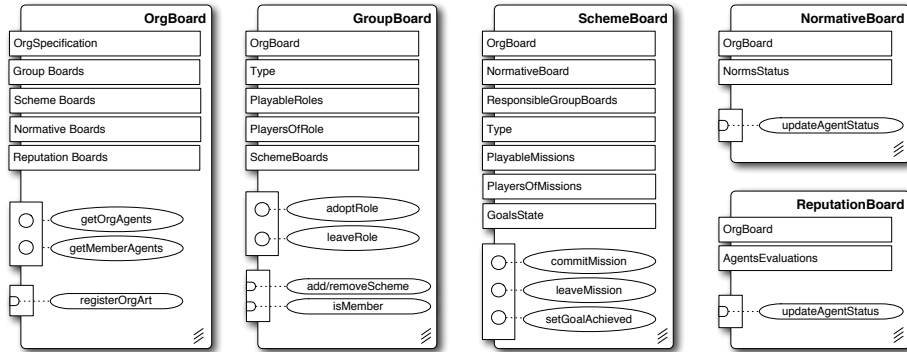 OrgBoard
OrgSpecification
Group Boards
Scheme Boards
Normative Boards
Reputation Boards
getOrgAgents
getMemberAgents
registerOrgArt
GroupBoard
OrgBoard
Type
PlayableRoles
PlayersOfRole
SchemeBoards
adoptRole
leaveRole
add/removeScheme
isMember
SchemeBoard
OrgBoard
NormativeBoard
ResponsibleGroupBoards
Type
PlayableMissions
PlayersOfMissions
GoalsState
commitMission
leaveMission
setGoalAchieved
NormativeBoard
OrgBoard
NormsStatus
updateAgentStatus
ReputationBoard
OrgBoard
AgentsEvaluations
updateAgentStatus